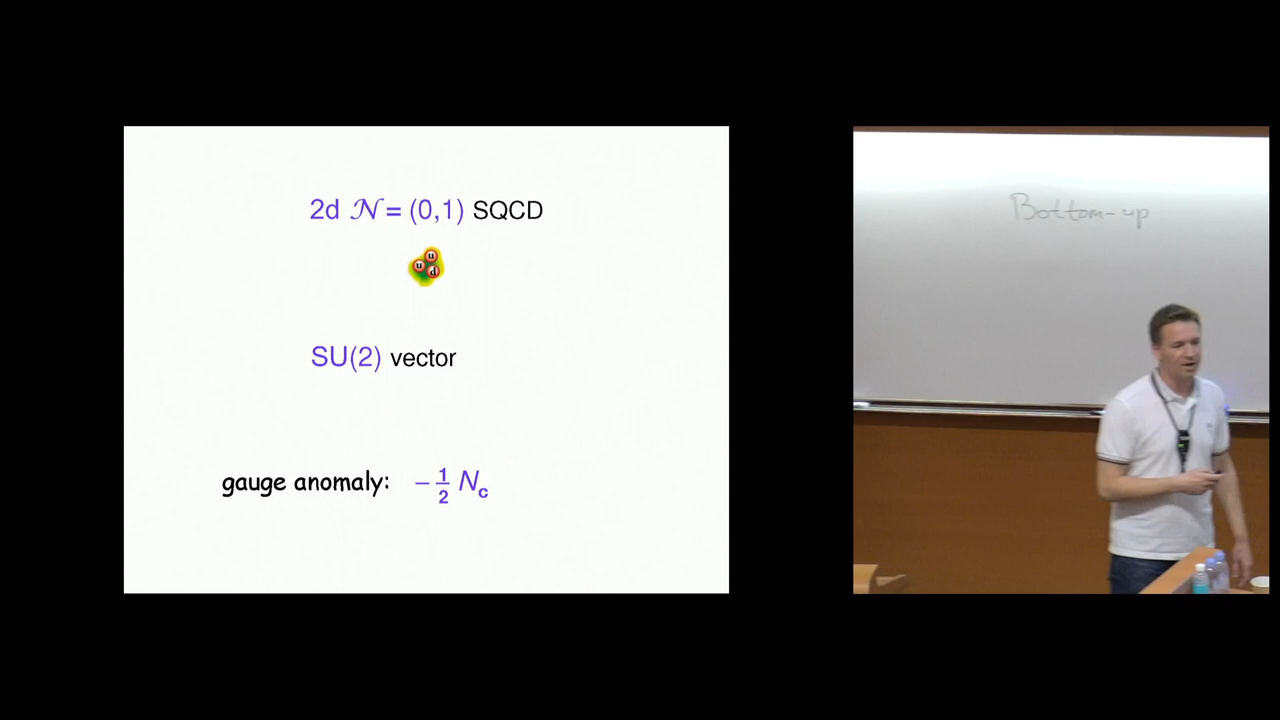 2d 𝒩 = (0,1) SQCD
u
u
d
SU(2) vector
gauge anomaly: − 1/2 N_c
Bottom-up